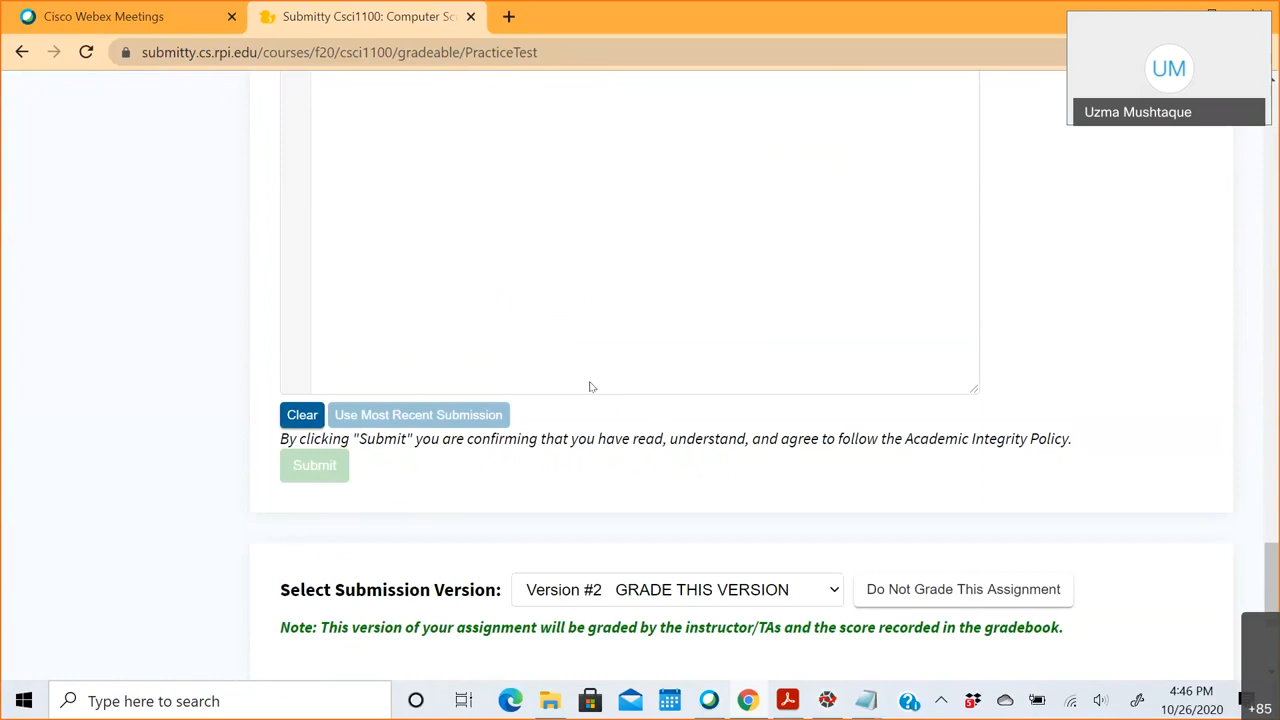 Cisco Webex Meetings
Submitty Csci1100: Computer Sc
submitty.cs.rpi.edu/courses/f20/csci1100/gradeable/PracticeTest
UM
Uzma Mushtaque
Clear
Use Most Recent Submission
By clicking "Submit" you are confirming that you have read, understand, and agree to follow the Academic Integrity Policy.
Submit
Select Submission Version:
Version #2 GRADE THIS VERSION
Do Not Grade This Assignment
Note: This version of your assignment will be graded by the instructor/TAs and the score recorded in the gradebook.
Type here to search
4:46 PM
10/26/2020
+85